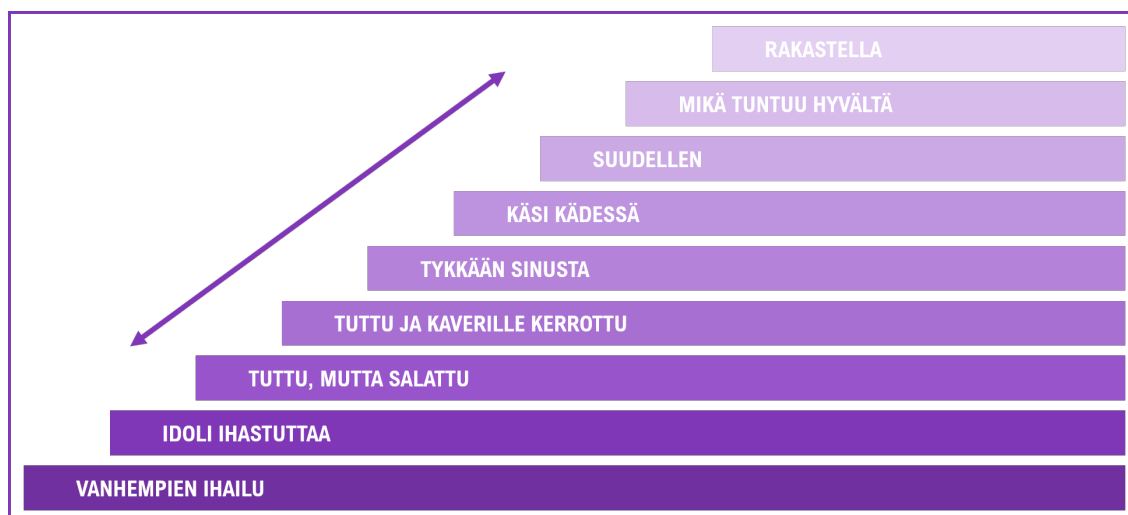 RAKASTELLA
MIKÄ TUNTUU HYVÄLTÄ
SUUDELLEN
KÄSI KÄDESSÄ
TYKKÄÄN SINUSTA
TUTTU JA KAVERILLE KERROTTU
TUTTU, MUTTA SALATTU
IDOLI IHASTUTTAA
VANHEMPIEN IHAILU